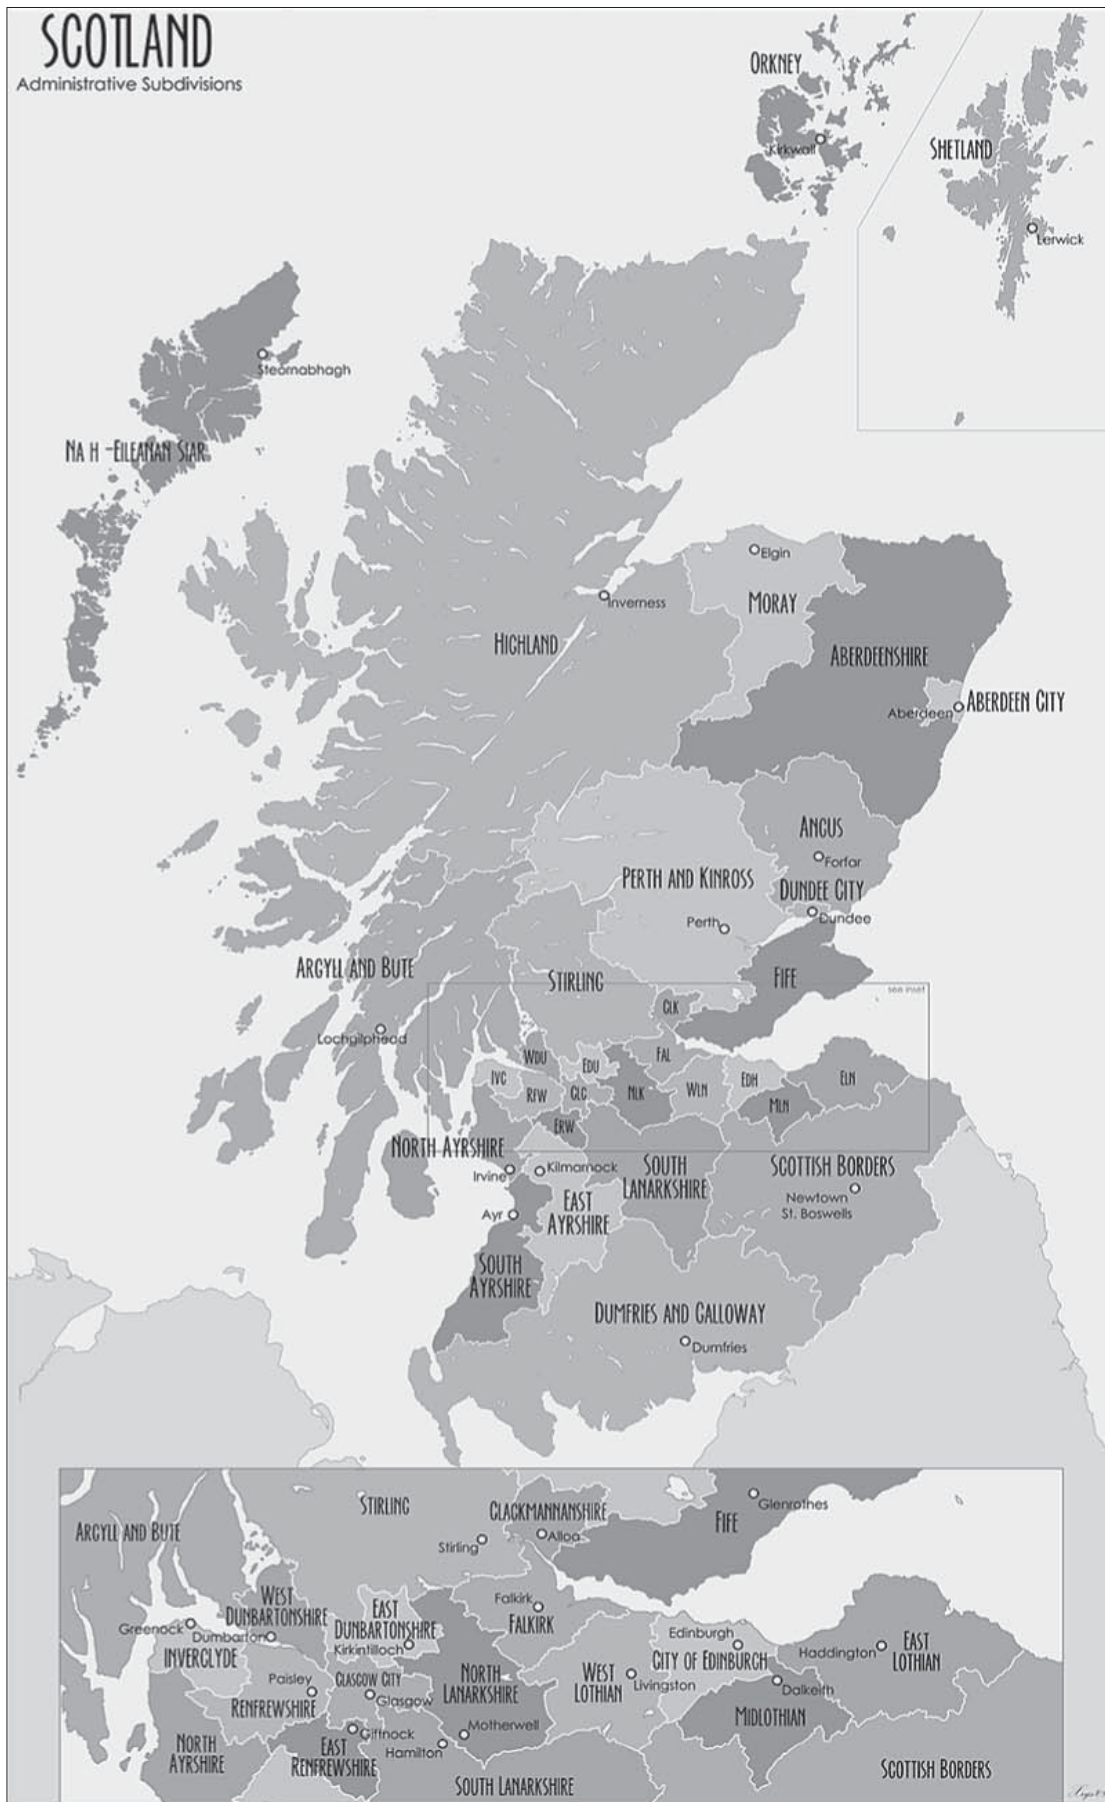 SCOTLAND
Administrative Subdivisions
ORKNEY
Kirkwall
SHETLAND
Lerwick
Steornabhagh
NA H -EILEANAN SIAR
Elgin
MORAY
Inverness
HIGHLAND
ABERDEENSHIRE
ABERDEEN CITY
Aberdeen
ANGUS
Forfar
PERTH AND KINROSS
DUNDEE CITY
Dundee
Perth
ARGYLL AND BUTE
STIRLING
FIFE
see inset
CLK
Lochgilphead
WDU
EDU
FAL
IVC
RFW
GLG
NLK
WLN
EDH
MLN
ELN
ERW
NORTH AYRSHIRE
Irvine
Kilmarnock
SOUTH
LANARKSHIRE
SCOTTISH BORDERS
Newtown
St. Boswells
Ayr
EAST
AYRSHIRE
SOUTH
AYRSHIRE
DUMFRIES AND GALLOWAY
Dumfries
ARGYLL AND BUTE
STIRLING
Stirling
CLACKMANNANSHIRE
Alloa
Glenrothes
FIFE
WEST
DUNBARTONSHIRE
Greenock
Dumbarton
INVERCLYDE
EAST
DUNBARTONSHIRE
Kirkintilloch
Falkirk
FALKIRK
Edinburgh
CITY OF EDINBURGH
Haddington
EAST
LOTHIAN
Paisley
RENFREWSHIRE
GLASGOW CITY
Glasgow
NORTH
LANARKSHIRE
WEST
LOTHIAN
Livingston
Dalkeith
MIDLOTHIAN
NORTH
AYRSHIRE
Giffnock
EAST
RENFREWSHIRE
Motherwell
Hamilton
SOUTH LANARKSHIRE
SCOTTISH BORDERS